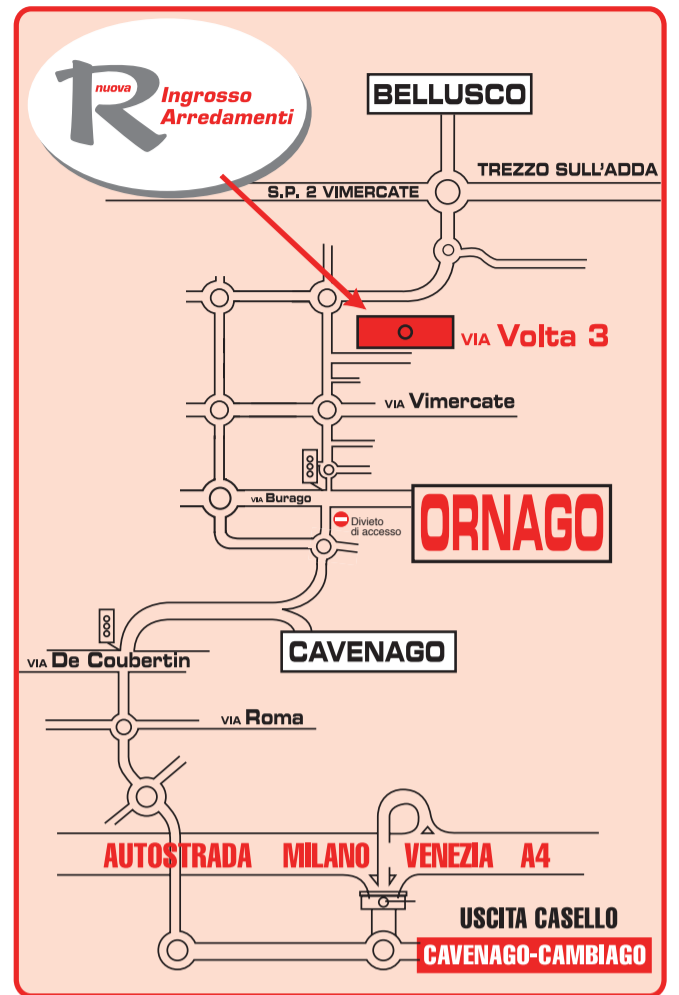 nuova
R
Ingrosso
Arredamenti
BELLUSCO
TREZZO SULL'ADDA
S.P. 2 VIMERCATE
VIA Volta 3
VIA Vimercate
VIA Burago
ORNAGO
Divieto
di accesso
CAVENAGO
VIA De Coubertin
VIA Roma
AUTOSTRADA MILANO VENEZIA A4
USCITA CASELLO
CAVENAGO-CAMBIAGO